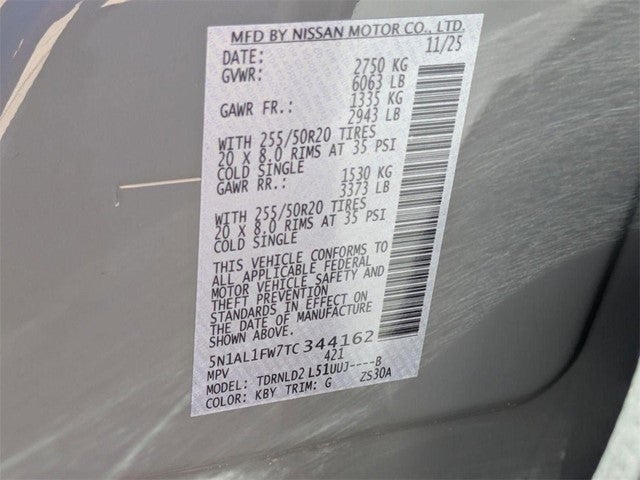 MFD BY NISSAN MOTOR CO., LTD.
DATE: 11/25
GVWR: 2750 KG
6063 LB
GAWR FR.: 1335 KG
2943 LB
WITH 255/50R20 TIRES
20 X 8.0 RIMS AT 35 PSI
COLD SINGLE
GAWR RR.: 1530 KG
3373 LB
WITH 255/50R20 TIRES
20 X 8.0 RIMS AT 35 PSI
COLD SINGLE
THIS VEHICLE CONFORMS TO
ALL APPLICABLE FEDERAL
MOTOR VEHICLE SAFETY AND
THEFT PREVENTION
STANDARDS IN EFFECT ON
THE DATE OF MANUFACTURE
SHOWN ABOVE.
5N1AL1FW7TC344162
MPV 421
MODEL: TDRNLD2 L51UUJ----B
COLOR: KBY TRIM: G ZS30A